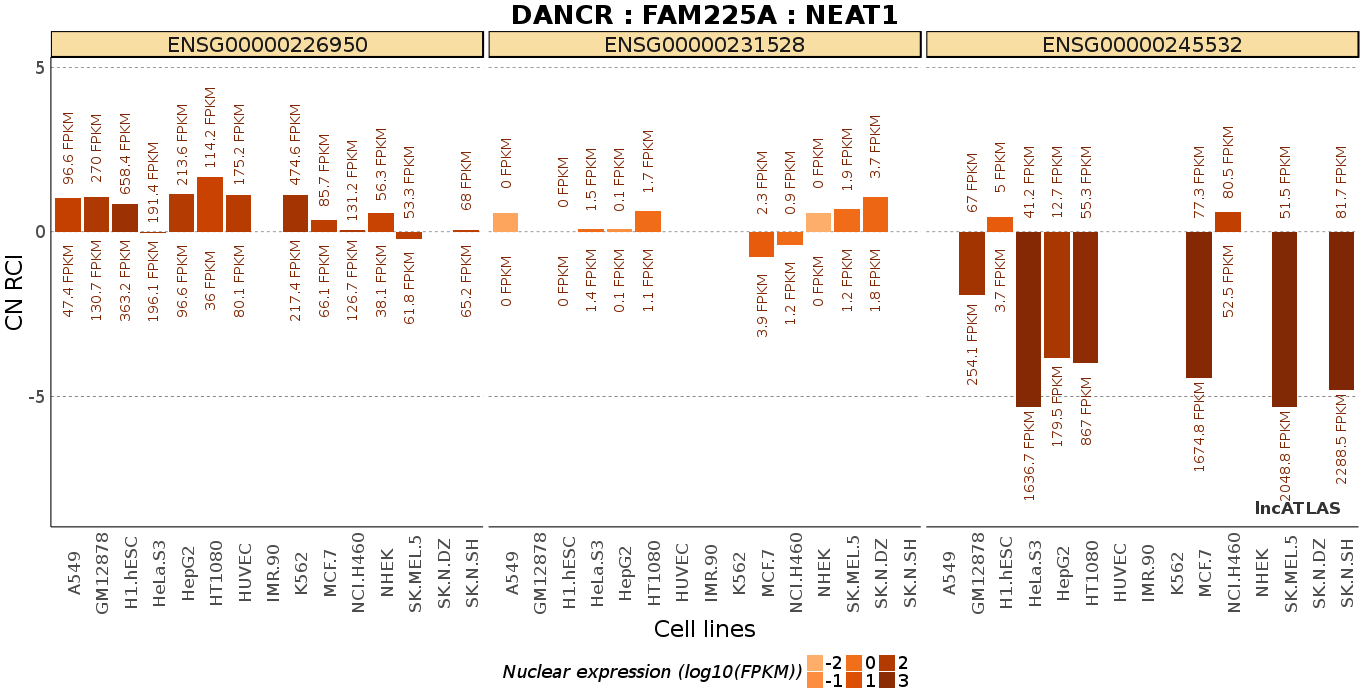 DANCR : FAM225A : NEAT1
ENSG00000226950 ENSG00000231528 ENSG00000245532
CN RCI
5
0
-5
96.6 FPKM
270 FPKM
658.4 FPKM
191.4 FPKM
213.6 FPKM
114.2 FPKM
175.2 FPKM
474.6 FPKM
85.7 FPKM
131.2 FPKM
56.3 FPKM
53.3 FPKM
68 FPKM
47.4 FPKM
130.7 FPKM
363.2 FPKM
196.1 FPKM
96.6 FPKM
36 FPKM
80.1 FPKM
217.4 FPKM
66.1 FPKM
126.7 FPKM
38.1 FPKM
61.8 FPKM
65.2 FPKM
0 FPKM
0 FPKM
1.5 FPKM
0.1 FPKM
1.7 FPKM
2.3 FPKM
0.9 FPKM
0 FPKM
1.9 FPKM
3.7 FPKM
0 FPKM
0 FPKM
1.4 FPKM
0.1 FPKM
1.1 FPKM
3.9 FPKM
1.2 FPKM
0 FPKM
1.2 FPKM
1.8 FPKM
67 FPKM
5 FPKM
41.2 FPKM
12.7 FPKM
55.3 FPKM
77.3 FPKM
80.5 FPKM
51.5 FPKM
81.7 FPKM
254.1 FPKM
3.7 FPKM
1636.7 FPKM
179.5 FPKM
867 FPKM
1674.8 FPKM
52.5 FPKM
2048.8 FPKM
2288.5 FPKM
lncATLAS
A549
GM12878
H1.hESC
HeLa.S3
HepG2
HT1080
HUVEC
IMR.90
K562
MCF.7
NCI.H460
NHEK
SK.MEL.5
SK.N.DZ
SK.N.SH
A549
GM12878
H1.hESC
HeLa.S3
HepG2
HT1080
HUVEC
IMR.90
K562
MCF.7
NCI.H460
NHEK
SK.MEL.5
SK.N.DZ
SK.N.SH
A549
GM12878
H1.hESC
HeLa.S3
HepG2
HT1080
HUVEC
IMR.90
K562
MCF.7
NCI.H460
NHEK
SK.MEL.5
SK.N.DZ
SK.N.SH
Cell lines
Nuclear expression (log10(FPKM))
-2 0 2
-1 1 3